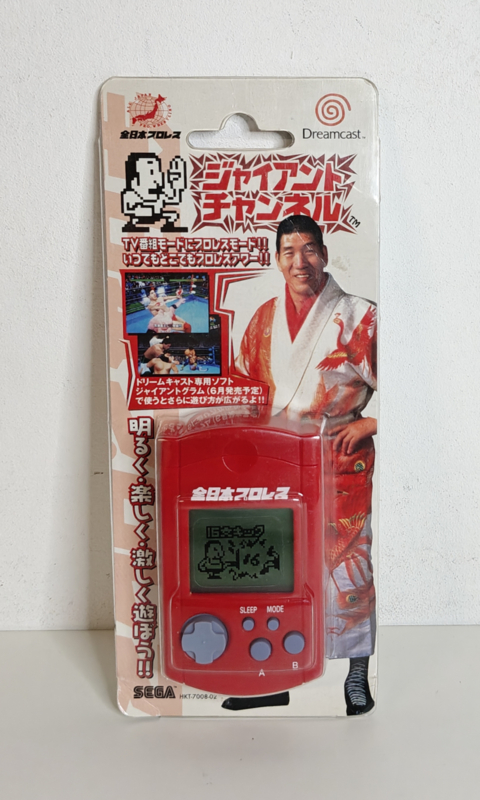 全日本プロレス
Dreamcast™
ジャイアント
チャンネル™
TV番組モードにプロレスモード!!
いつでもどこでもプロレスアワー!!
ドリームキャスト専用ソフト
ジャイアントグラム(6月発売予定)
で使うとさらに遊び方が広がるよ!!
明るく・楽しく・激しく遊ぼう!!
全日本プロレス
16文キック
SLEEP MODE
A B
SEGA™ HKT-7008-02